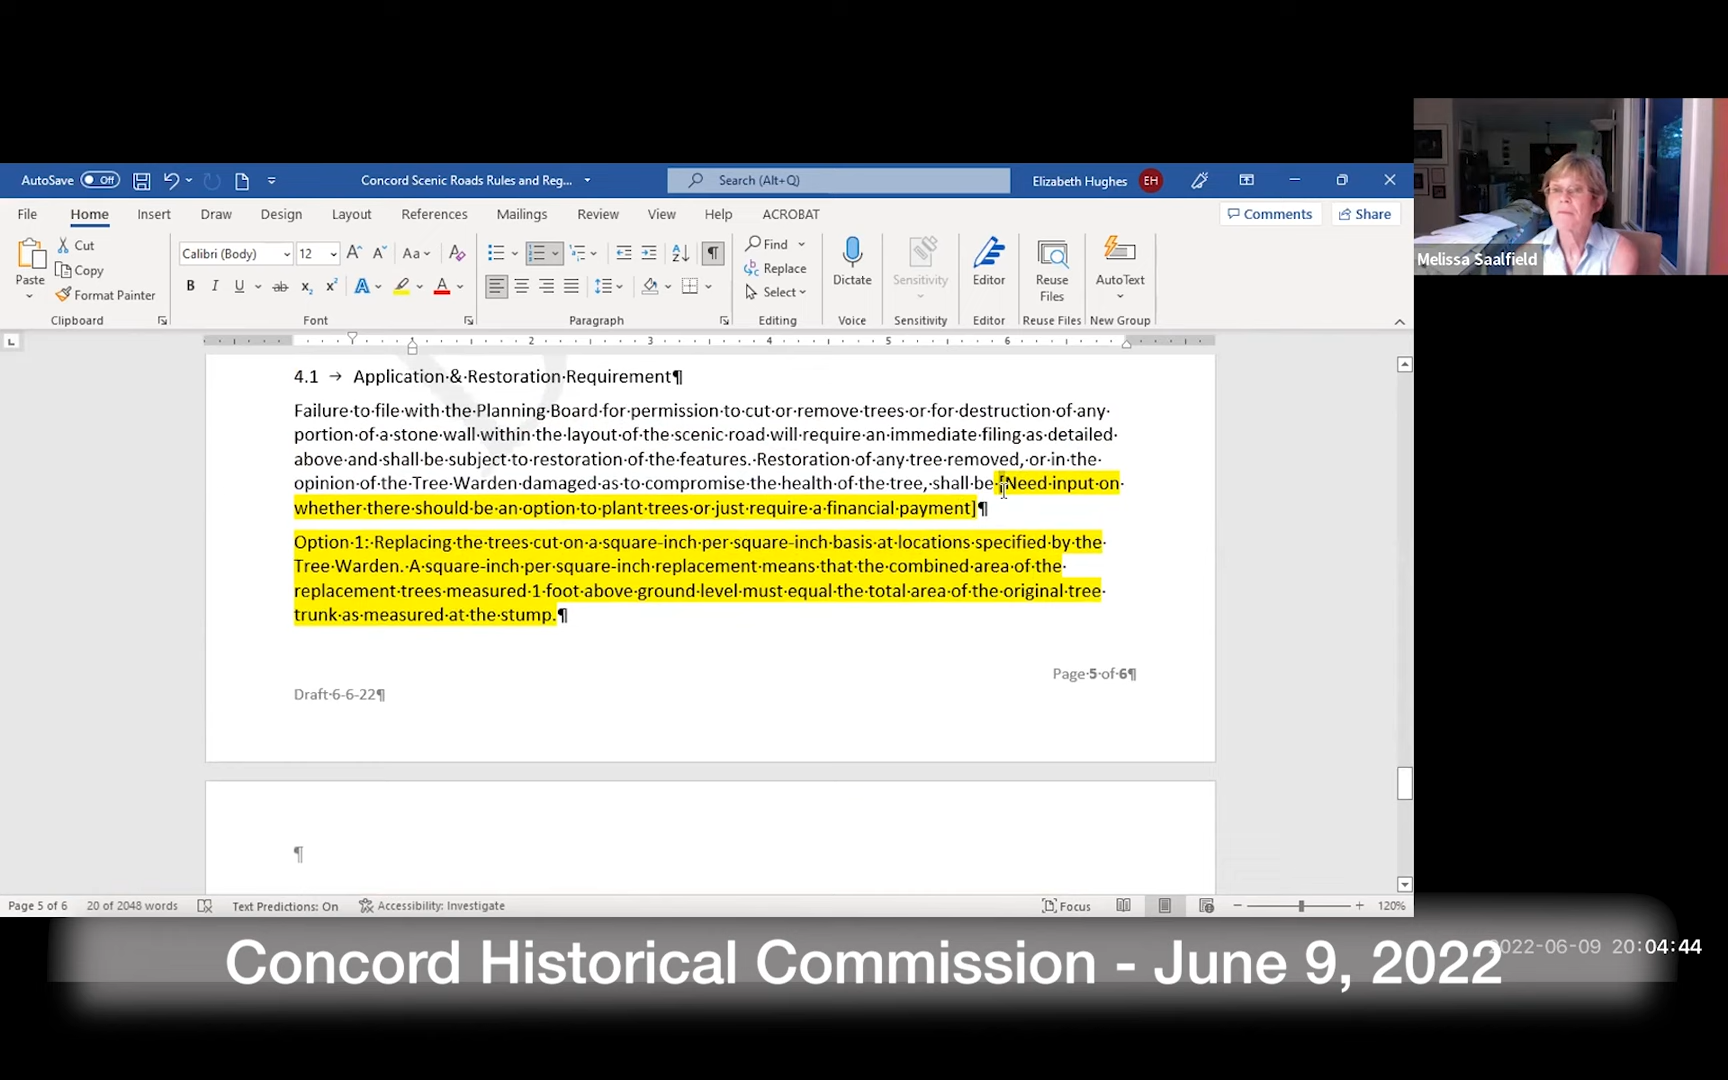 AutoSave Off
Concord Scenic Roads Rules and Reg...
Search (Alt+Q)
Elizabeth Hughes EH
File Home Insert Draw Design Layout References Mailings Review View Help ACROBAT
Comments Share
Paste
Cut
Copy
Format Painter
Clipboard
Calibri (Body) 12
Font
Paragraph
Find
Replace
Select
Editing
Dictate
Voice
Sensitivity
Sensitivity
Editor
Editor
Reuse
Files
Reuse Files
AutoText
New Group
Melissa Saalfield
1 2 3 4 5 6
4.1 → Application·&·Restoration·Requirement¶
Failure·to·file·with·the·Planning·Board·for·permission·to·cut·or·remove·trees·or·for·destruction·of·any·
portion·of·a·stone·wall·within·the·layout·of·the·scenic·road·will·require·an·immediate·filing·as·detailed·
above·and·shall·be·subject·to·restoration·of·the·features.·Restoration·of·any·tree·removed,·or·in·the·
opinion·of·the·Tree·Warden·damaged·as·to·compromise·the·health·of·the·tree,·shall·be·[Need·input·on·
whether·there·should·be·an·option·to·plant·trees·or·just·require·a·financial·payment]¶
Option·1:·Replacing·the·trees·cut·on·a·square-inch·per·square-inch·basis·at·locations·specified·by·the·
Tree·Warden.·A·square-inch·per·square-inch·replacement·means·that·the·combined·area·of·the·
replacement·trees·measured·1·foot·above·ground·level·must·equal·the·total·area·of·the·original·tree·
trunk·as·measured·at·the·stump.¶
Page·5·of·6¶
Draft·6-6-22¶
¶
Page 5 of 6 20 of 2048 words Text Predictions: On Accessibility: Investigate Focus 120%
Concord Historical Commission - June 9, 2022
2022-06-09 20:04:44